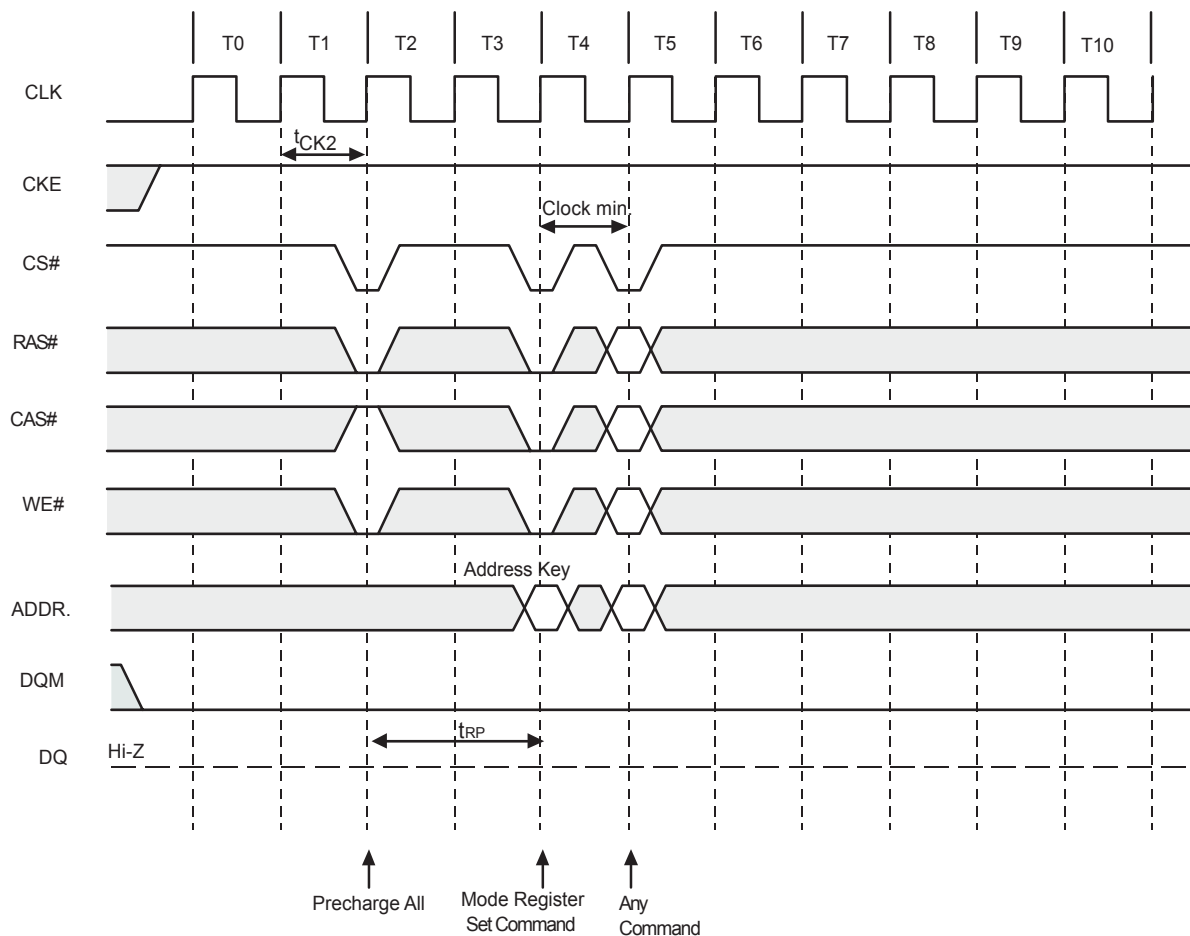 T0 T1 T2 T3 T4 T5 T6 T7 T8 T9 T10
CLK
tCK2
CKE
Clock min.
CS#
RAS#
CAS#
WE#
Address Key
ADDR.
DQM
tRP
DQ Hi-Z
Precharge All
Mode Register
Set Command
Any
Command